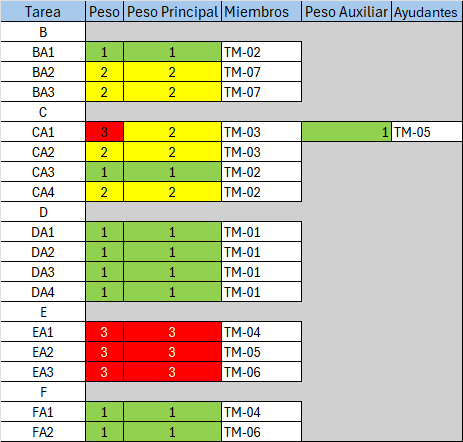 Tarea Peso Peso Principal Miembros Peso Auxiliar Ayudantes
B
BA1 1 1 TM-02
BA2 2 2 TM-07
BA3 2 2 TM-07
C
CA1 3 2 TM-03 1 TM-05
CA2 2 2 TM-03
CA3 1 1 TM-02
CA4 2 2 TM-02
D
DA1 1 1 TM-01
DA2 1 1 TM-01
DA3 1 1 TM-01
DA4 1 1 TM-01
E
EA1 3 3 TM-04
EA2 3 3 TM-05
EA3 3 3 TM-06
F
FA1 1 1 TM-04
FA2 1 1 TM-06